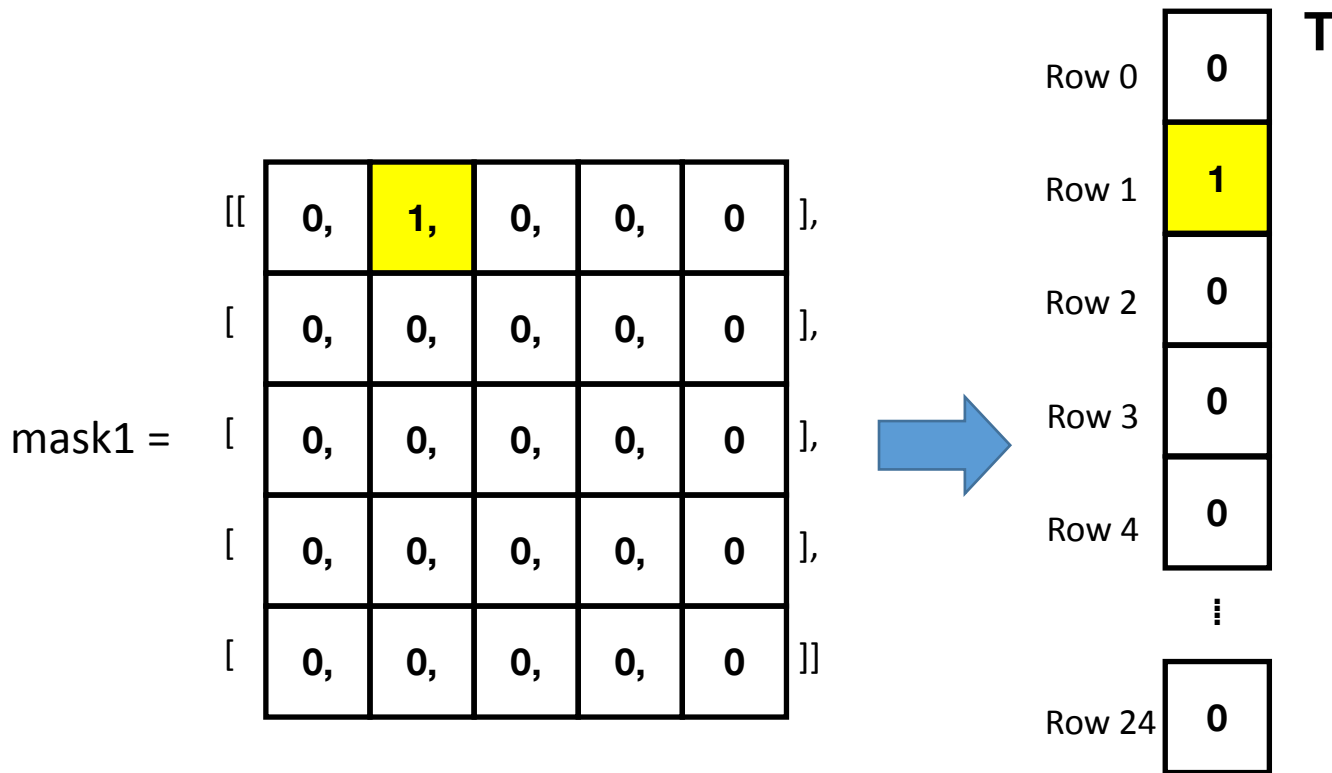 mask1 =
[[ 0, 1, 0, 0, 0 ],
[ 0, 0, 0, 0, 0 ],
[ 0, 0, 0, 0, 0 ],
[ 0, 0, 0, 0, 0 ],
[ 0, 0, 0, 0, 0 ]]
T
Row 0 0
Row 1 1
Row 2 0
Row 3 0
Row 4 0
⁞
Row 24 0